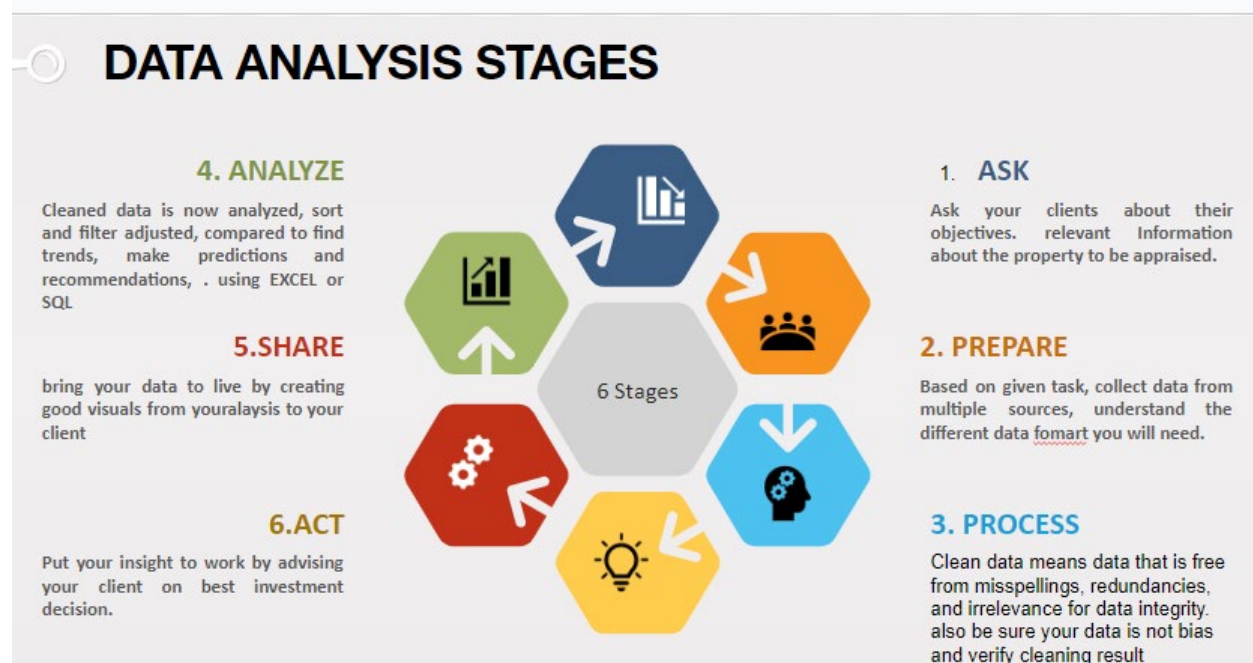 DATA ANALYSIS STAGES
4. ANALYZE
Cleaned data is now analyzed, sort
and filter adjusted, compared to find
trends, make predictions and
recommendations, . using EXCEL or
SQL
5.SHARE
bring your data to live by creating
good visuals from youralaysis to your
client
6.ACT
Put your insight to work by advising
your client on best investment
decision.
6 Stages
1. ASK
Ask your clients about their
objectives. relevant Information
about the property to be appraised.
2. PREPARE
Based on given task, collect data from
multiple sources, understand the
different data fomart you will need.
3. PROCESS
Clean data means data that is free
from misspellings, redundancies,
and irrelevance for data integrity.
also be sure your data is not bias
and verify cleaning result